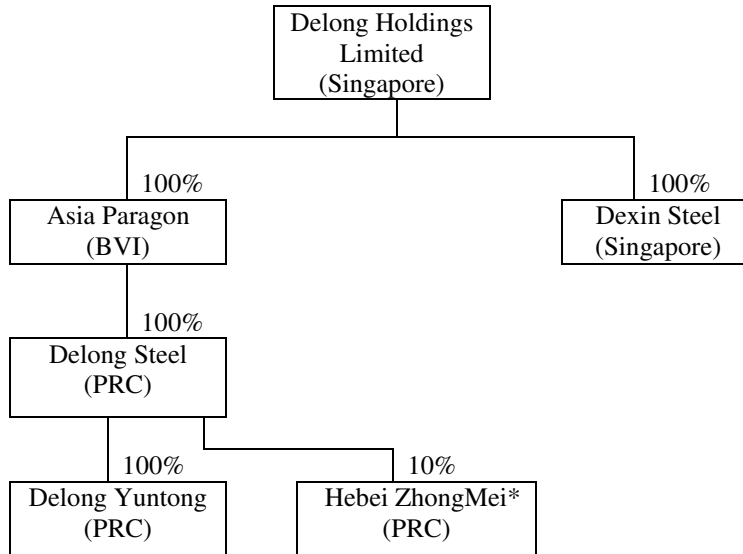 Delong Holdings
Limited
(Singapore)
100%
100%
Asia Paragon
(BVI)
Dexin Steel
(Singapore)
100%
Delong Steel
(PRC)
100%
10%
Delong Yuntong
(PRC)
Hebei ZhongMei*
(PRC)